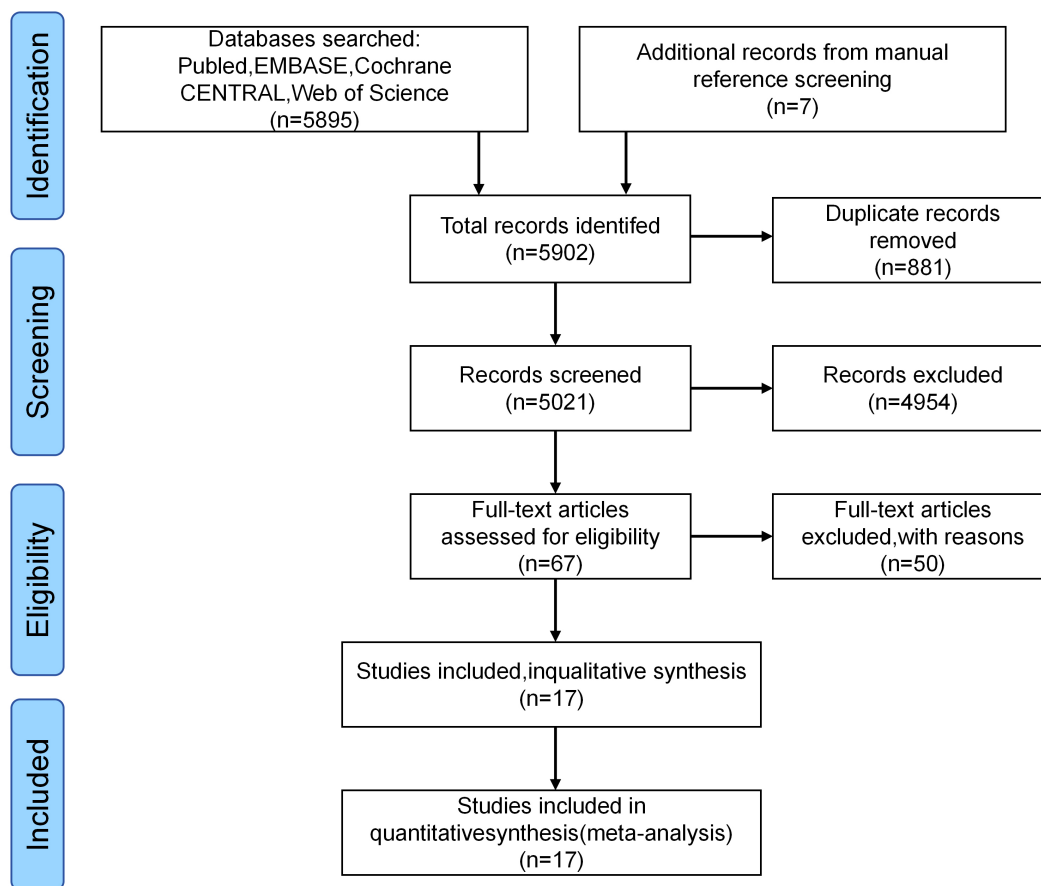 Identification
Databases searched:
Publed,EMBASE,Cochrane
CENTRAL,Web of Science
(n=5895)
Additional records from manual
reference screening
(n=7)
Total records identifed
(n=5902)
Duplicate records
removed
(n=881)
Screening
Records screened
(n=5021)
Records excluded
(n=4954)
Eligibility
Full-text articles
assessed for eligibility
(n=67)
Full-text articles
excluded,with reasons
(n=50)
Studies included,inqualitative synthesis
(n=17)
Included
Studies included in
quantitativesynthesis(meta-analysis)
(n=17)